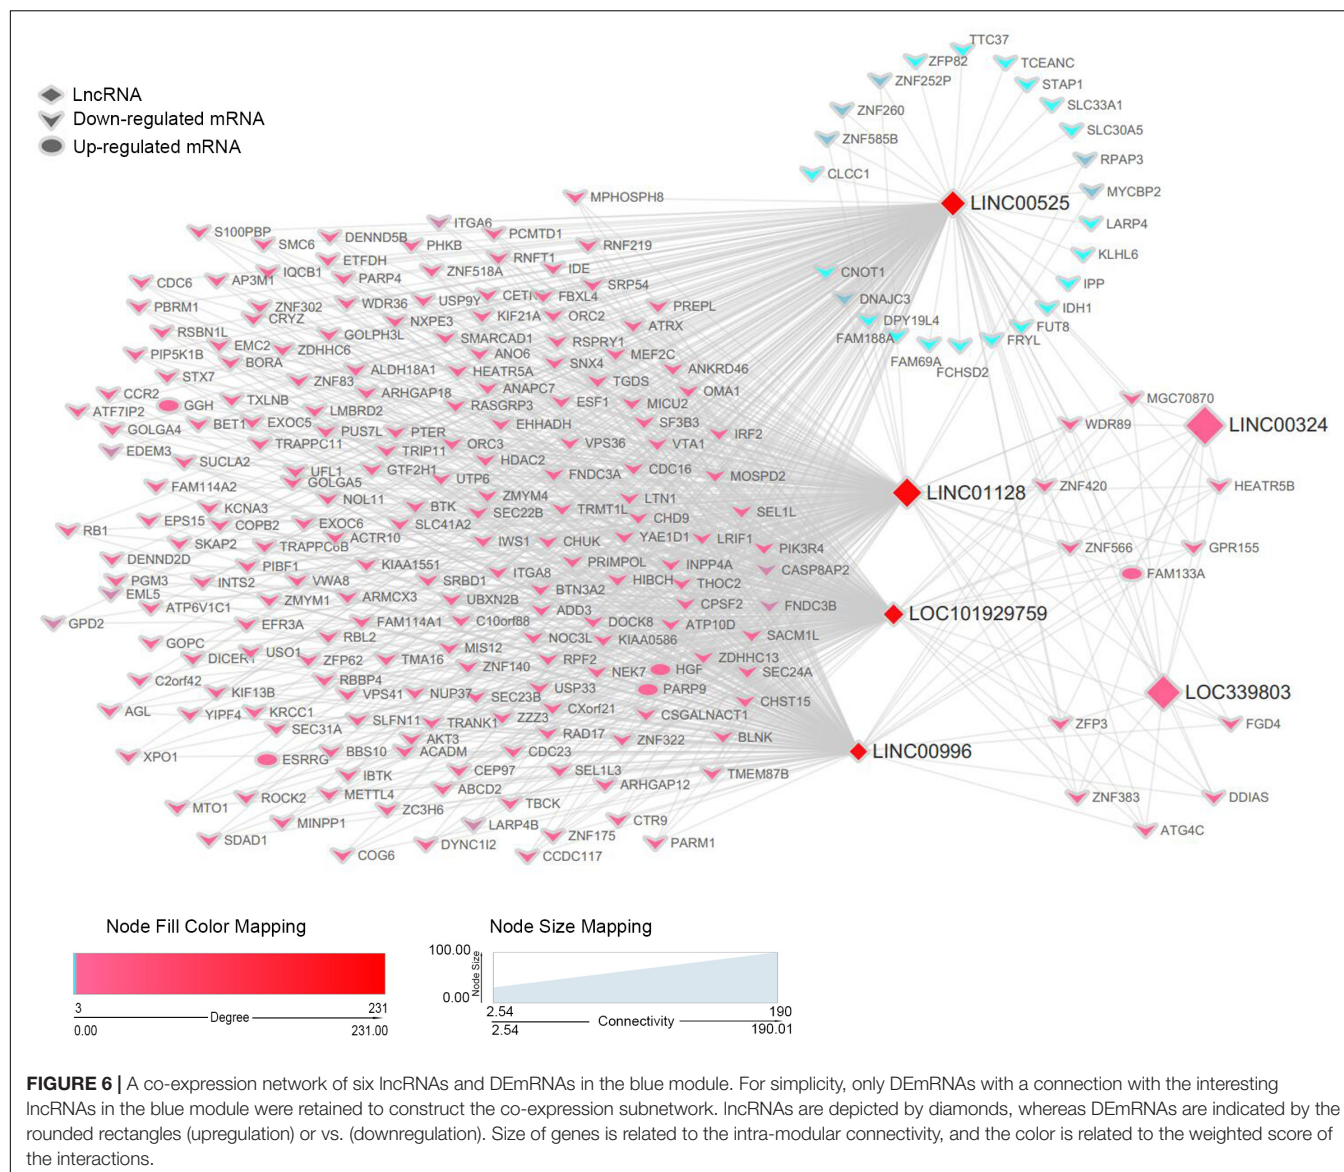 LncRNA
Down-regulated mRNA
Up-regulated mRNA
TTC37
ZFP82
TCEANC
ZNF252P
STAP1
SLC33A1
ZNF260
SLC30A5
ZNF585B
RPAP3
CLCC1
MYCBP2
LINC00525
LARP4
KLHL6
CNOT1
IPP
DNAJC3
IDH1
DPY19L4
FUT8
FAM188A
FRYL
FAM69A
FCHSD2
MPHOSPH8
ITGA6
S100PBP
DENND5B
PCMTD1
SMC6
PHKB
RNF219
ETFDH
RNFT1
IQCB1
ZNF518A
IDE
CDC6
AP3M1
PARP4
SRP54
PBRM1
ZNF302
WDR36
USP9Y
FBXL4
PREPL
CRYZ
NXPE3
KIF21A
ORC2
RSBN1L
GOLPH3L
ATRX
EMC2
SMARCAD1
RSPRY1
PIP5K1B
ZDHHC6
ANO6
MEF2C
BORA
SNX4
STX7
ALDH18A1
HEATR5A
ANKRD46
ZNF83
TGDS
CCR2
ARHGAP18
ANAPC7
OMA1
GGH
TXLNB
RASGRP3
ESF1
MICU2
ATF7IP2
LMBRD2
BET1
EXOC5
EHHADH
SF3B3
GOLGA4
PUS7L
PTER
IRF2
TRAPPC11
ORC3
VPS36
VTA1
EDEM3
TRIP11
SUCLA2
HDAC2
UFL1
GTF2H1
CDC16
GOLGA5
UTP6
FNDC3A
MOSPD2
FAM114A2
NOL11
ZMYM4
LTN1
KCNA3
BTK
SEC22B
TRMT1L
SEL1L
EPS15
COPB2
EXOC6
SLC41A2
CHD9
RB1
ACTR10
YAE1D1
LRIF1
SKAP2
TRAPPC6B
IWS1
CHUK
PIK3R4
DENND2D
PIBF1
KIAA1551
PRIMPOL
INPP4A
CASP8AP2
PGM3
INTS2
VWA8
SRBD1
ITGA8
HIBCH
THOC2
EML5
BTN3A2
ATP6V1C1
ZMYM1
ARMCX3
UBXN2B
CPSF2
FNDC3B
GPD2
EFR3A
FAM114A1
C10orf88
ADD3
DOCK8
ATP10D
GOPC
RBL2
NOC3L
KIAA0586
SACM1L
DICER1
USO1
ZFP62
TMA16
MIS12
RPF2
ZDHHC13
C2orf42
RBBP4
ZNF140
NEK7
HGF
SEC24A
KIF13B
VPS41
NUP37
SEC23B
USP33
PARP9
CHST15
AGL
YIPF4
KRCC1
SLFN11
TRANK1
ZZZ3
CXorf21
CSGALNACT1
SEC31A
AKT3
RAD17
ZNF322
BLNK
XPO1
ESRRG
BBS10
ACADM
CDC23
IBTK
CEP97
SEL1L3
TMEM87B
MTO1
ROCK2
METTL4
ABCD2
ARHGAP12
MINPP1
ZC3H6
TBCK
SDAD1
LARP4B
CTR9
COG6
DYNC1I2
ZNF175
PARM1
CCDC117
MGC70870
WDR89
LINC00324
ZNF420
HEATR5B
LINC01128
ZNF566
GPR155
FAM133A
LOC101929759
LOC339803
ZFP3
FGD4
LINC00996
ZNF383
DDIAS
ATG4C
Node Fill Color Mapping
3
231
Degree
0.00
231.00
Node Size Mapping
100.00
Node Size
0.00
2.54
190
Connectivity
2.54
190.01
FIGURE 6 | A co-expression network of six lncRNAs and DEmRNAs in the blue module. For simplicity, only DEmRNAs with a connection with the interesting
lncRNAs in the blue module were retained to construct the co-expression subnetwork. lncRNAs are depicted by diamonds, whereas DEmRNAs are indicated by the
rounded rectangles (upregulation) or vs. (downregulation). Size of genes is related to the intra-modular connectivity, and the color is related to the weighted score of
the interactions.